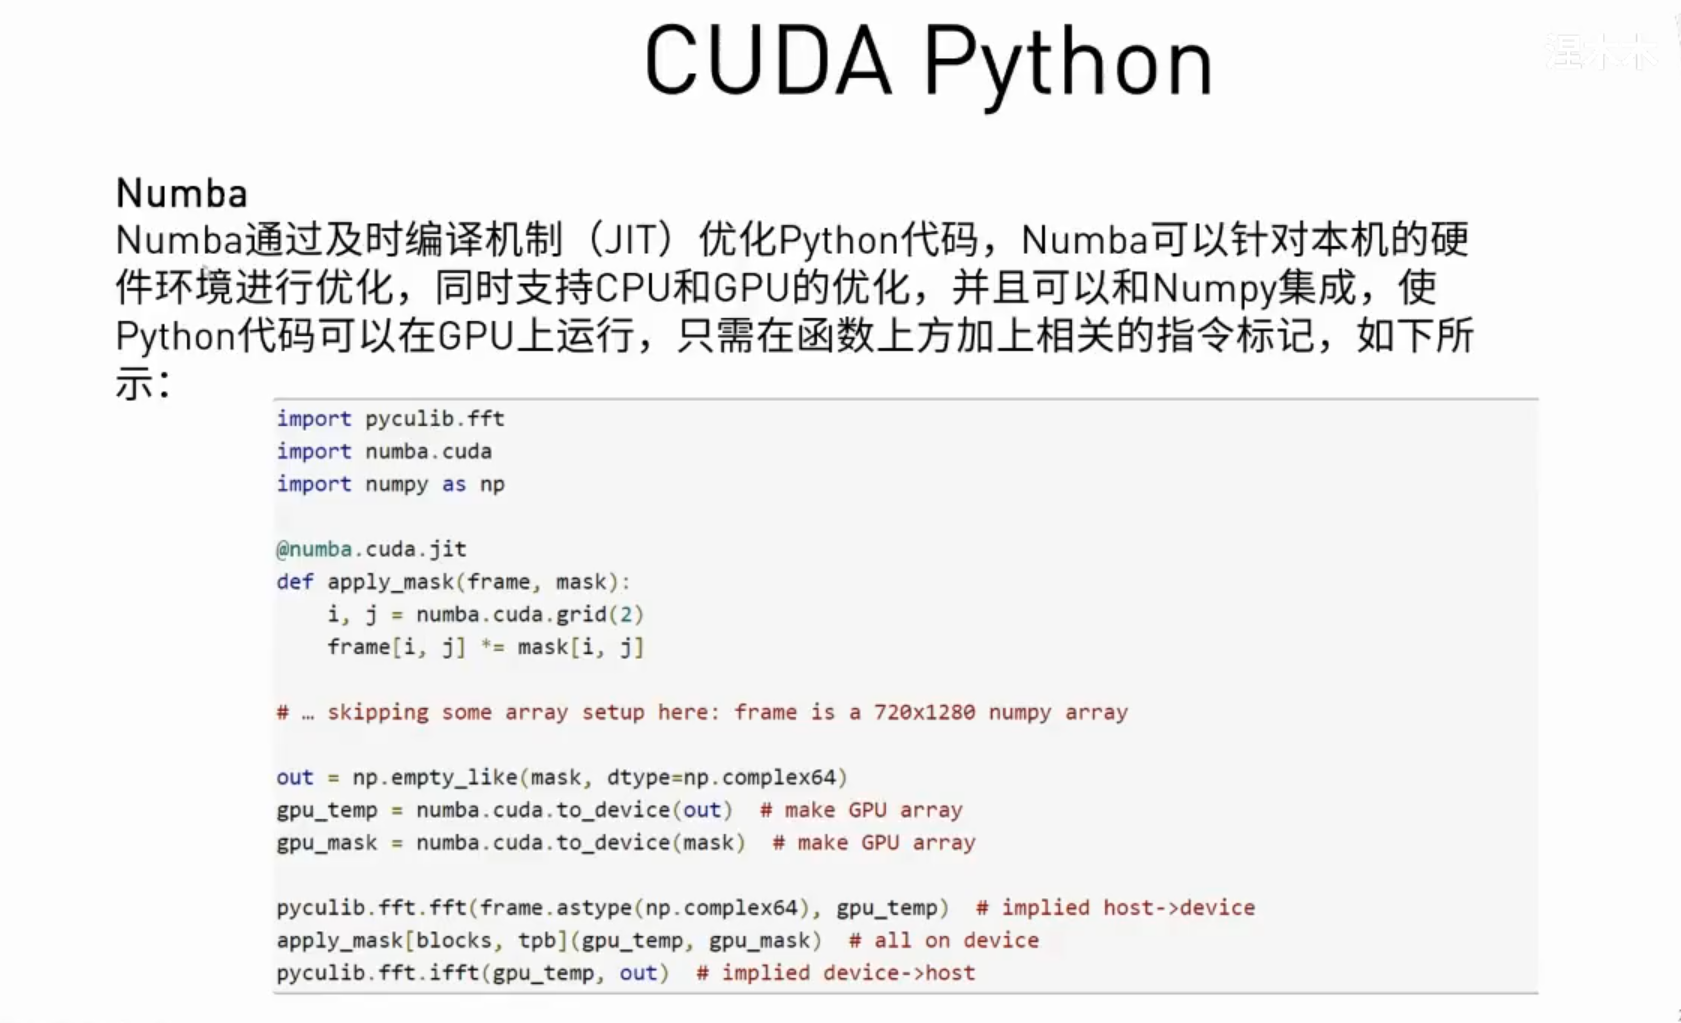 CUDA Python
涅木木
Numba
Numba通过及时编译机制（JIT）优化Python代码，Numba可以针对本机的硬
件环境进行优化，同时支持CPU和GPU的优化，并且可以和Numpy集成，使
Python代码可以在GPU上运行，只需在函数上方加上相关的指令标记，如下所
示：
import pyculib.fft
import numba.cuda
import numpy as np
@numba.cuda.jit
def apply_mask(frame, mask):
    i, j = numba.cuda.grid(2)
    frame[i, j] *= mask[i, j]
# … skipping some array setup here: frame is a 720x1280 numpy array
out = np.empty_like(mask, dtype=np.complex64)
gpu_temp = numba.cuda.to_device(out)  # make GPU array
gpu_mask = numba.cuda.to_device(mask)  # make GPU array
pyculib.fft.fft(frame.astype(np.complex64), gpu_temp)  # implied host->device
apply_mask[blocks, tpb](gpu_temp, gpu_mask)  # all on device
pyculib.fft.ifft(gpu_temp, out)  # implied device->host